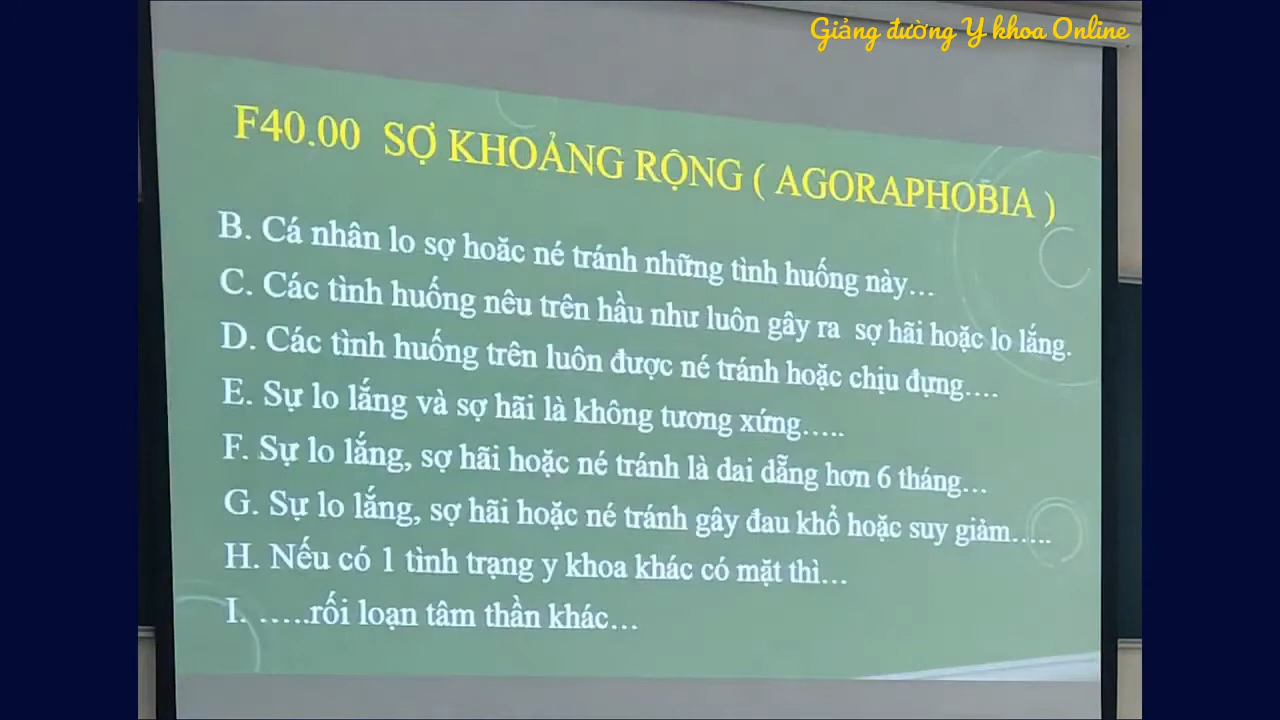 Giảng đường Y khoa Online
F40.00 SỢ KHOẢNG RỘNG ( AGORAPHOBIA )
B. Cá nhân lo sợ hoăc né tránh những tình huống này...
C. Các tình huống nêu trên hầu như luôn gây ra sợ hãi hoặc lo lắng.
D. Các tình huống trên luôn được né tránh hoặc chịu đựng....
E. Sự lo lắng và sợ hãi là không tương xứng.....
F. Sự lo lắng, sợ hãi hoặc né tránh là dai dẵng hơn 6 tháng...
G. Sự lo lắng, sợ hãi hoặc né tránh gây đau khổ hoặc suy giảm.....
H. Nếu có 1 tình trạng y khoa khác có mặt thì...
I. .....rối loạn tâm thần khác...